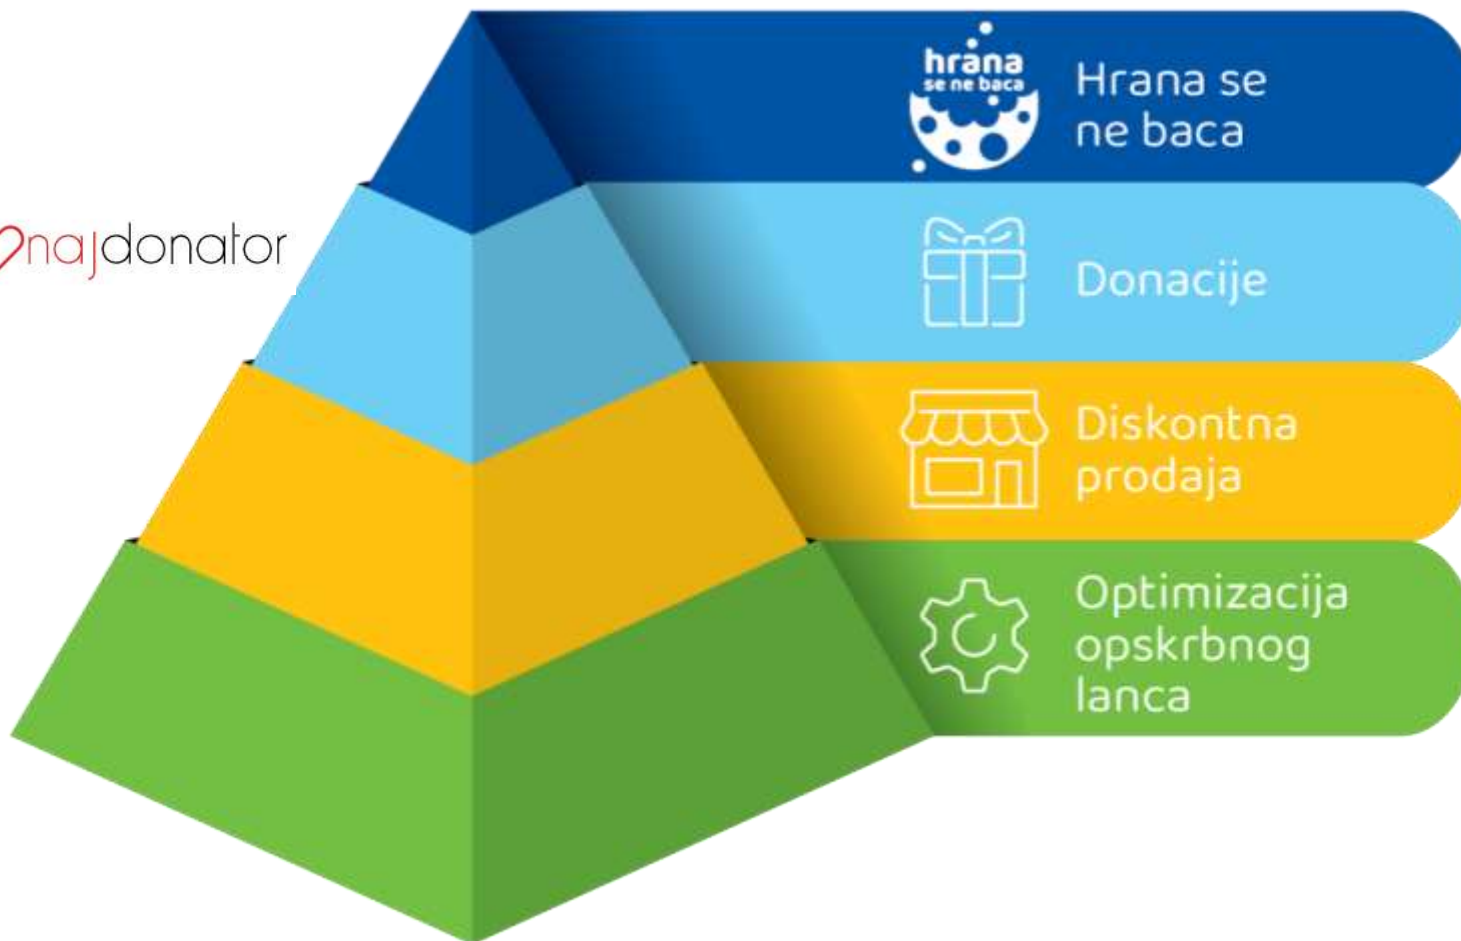 hrana
se ne baca
Hrana se
ne baca
najdonator
Donacije
Diskontna
prodaja
Optimizacija
opskrbnog
lanca